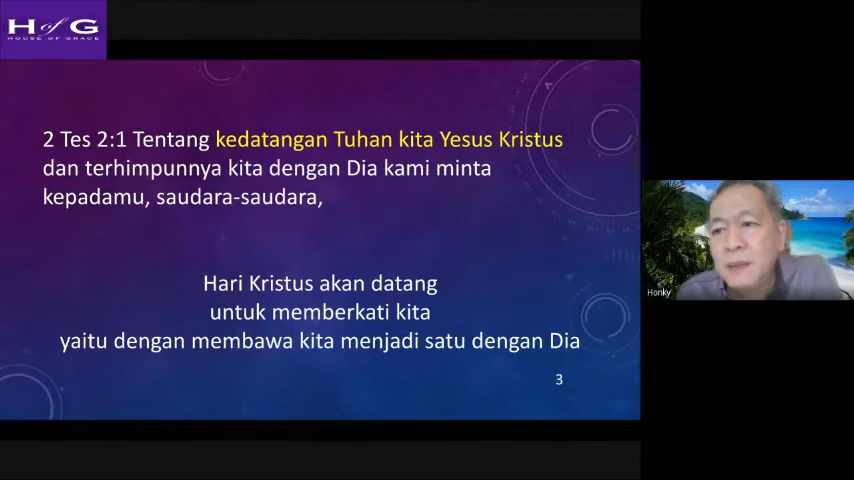 H of G
HOUSE OF GRACE
2 Tes 2:1 Tentang kedatangan Tuhan kita Yesus Kristus
dan terhimpunnya kita dengan Dia kami minta
kepadamu, saudara-saudara,
Hari Kristus akan datang
untuk memberkati kita
yaitu dengan membawa kita menjadi satu dengan Dia
3
Honky